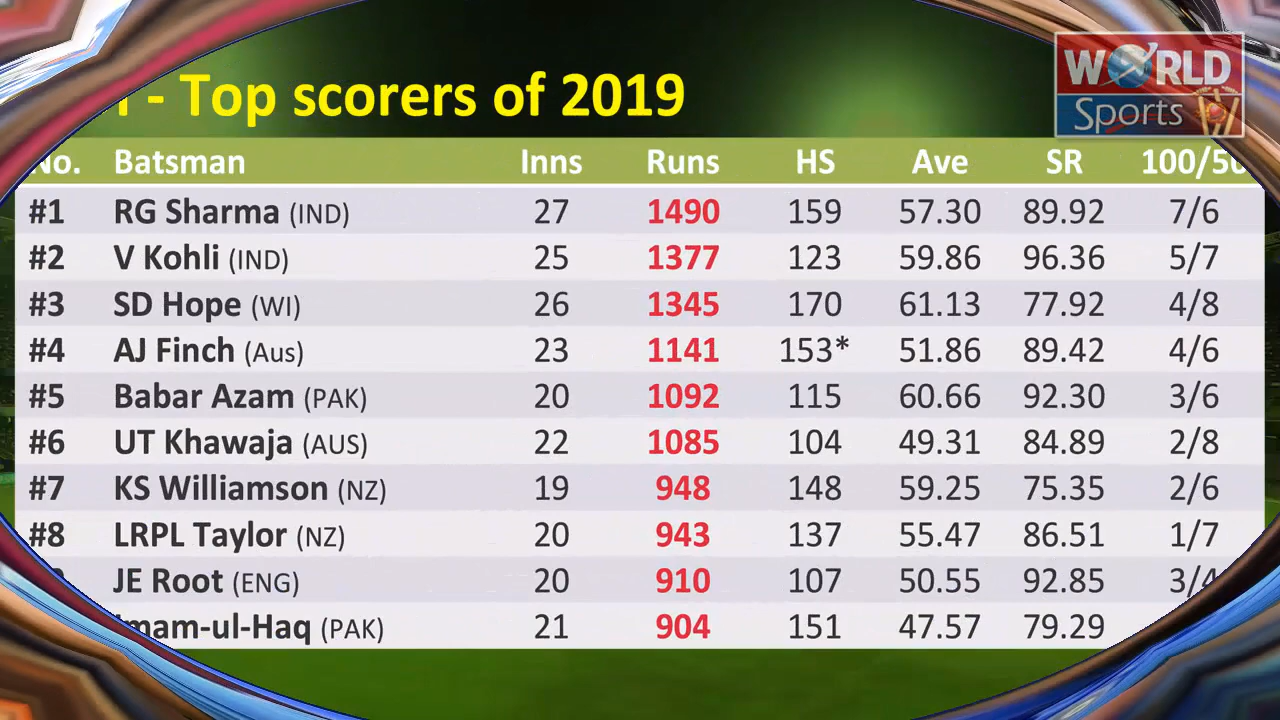 - Top scorers of 2019
WORLD
Sports
No. Batsman Inns Runs HS Ave SR 100/50
#1 RG Sharma (IND) 27 1490 159 57.30 89.92 7/6
#2 V Kohli (IND) 25 1377 123 59.86 96.36 5/7
#3 SD Hope (WI) 26 1345 170 61.13 77.92 4/8
#4 AJ Finch (Aus) 23 1141 153* 51.86 89.42 4/6
#5 Babar Azam (PAK) 20 1092 115 60.66 92.30 3/6
#6 UT Khawaja (AUS) 22 1085 104 49.31 84.89 2/8
#7 KS Williamson (NZ) 19 948 148 59.25 75.35 2/6
#8 LRPL Taylor (NZ) 20 943 137 55.47 86.51 1/7
JE Root (ENG) 20 910 107 50.55 92.85 3/4
Imam-ul-Haq (PAK) 21 904 151 47.57 79.29